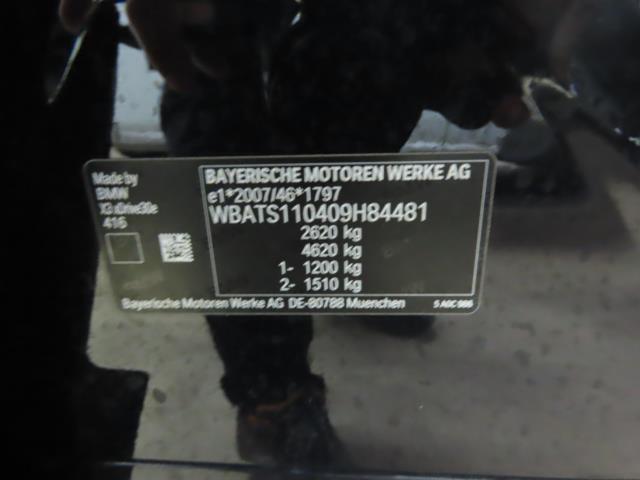 Made by
BMW
X3 xDrive30e
416
BAYERISCHE MOTOREN WERKE AG
e1*2007/46*1797
WBATS110409H84481
2620 kg
4620 kg
1- 1200 kg
2- 1510 kg
Bayerische Motoren Werke AG DE-80788 Muenchen